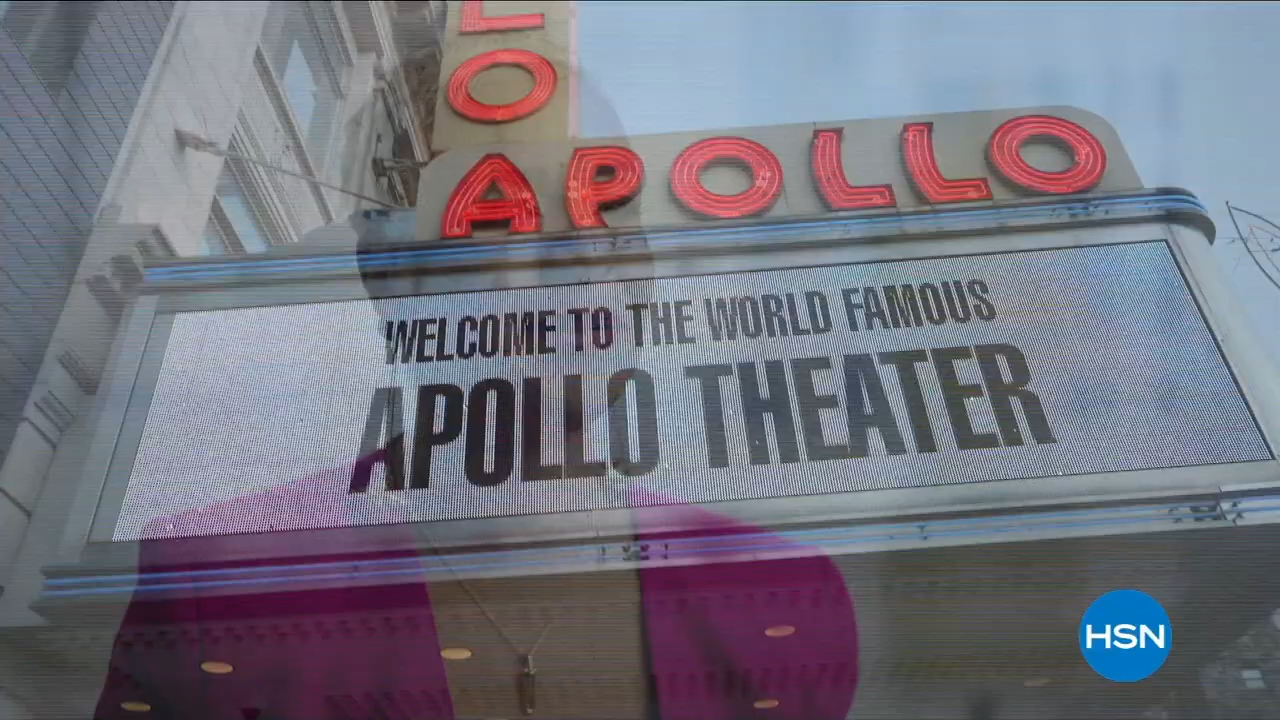 L
O
APOLLO
WELCOME TO THE WORLD FAMOUS
APOLLO THEATER
HSN